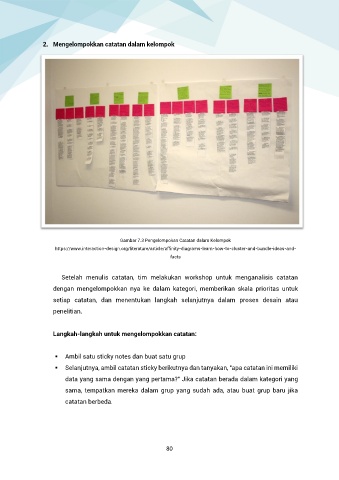 2. Mengelompokkan catatan dalam kelompok
Gambar 7.3 Pengelompokan Catatan dalam Kelompok
https://www.interaction-design.org/literature/article/affinity-diagrams-learn-how-to-cluster-and-bundle-ideas-and-
facts
Setelah menulis catatan, tim melakukan workshop untuk menganalisis catatan
dengan mengelompokkan nya ke dalam kategori, memberikan skala prioritas untuk
setiap catatan, dan menentukan langkah selanjutnya dalam proses desain atau
penelitian.
Langkah-langkah untuk mengelompokkan catatan:
▪ Ambil satu sticky notes dan buat satu grup
▪ Selanjutnya, ambil catatan sticky berikutnya dan tanyakan, "apa catatan ini memiliki
data yang sama dengan yang pertama?" Jika catatan berada dalam kategori yang
sama, tempatkan mereka dalam grup yang sudah ada, atau buat grup baru jika
catatan berbeda.
80